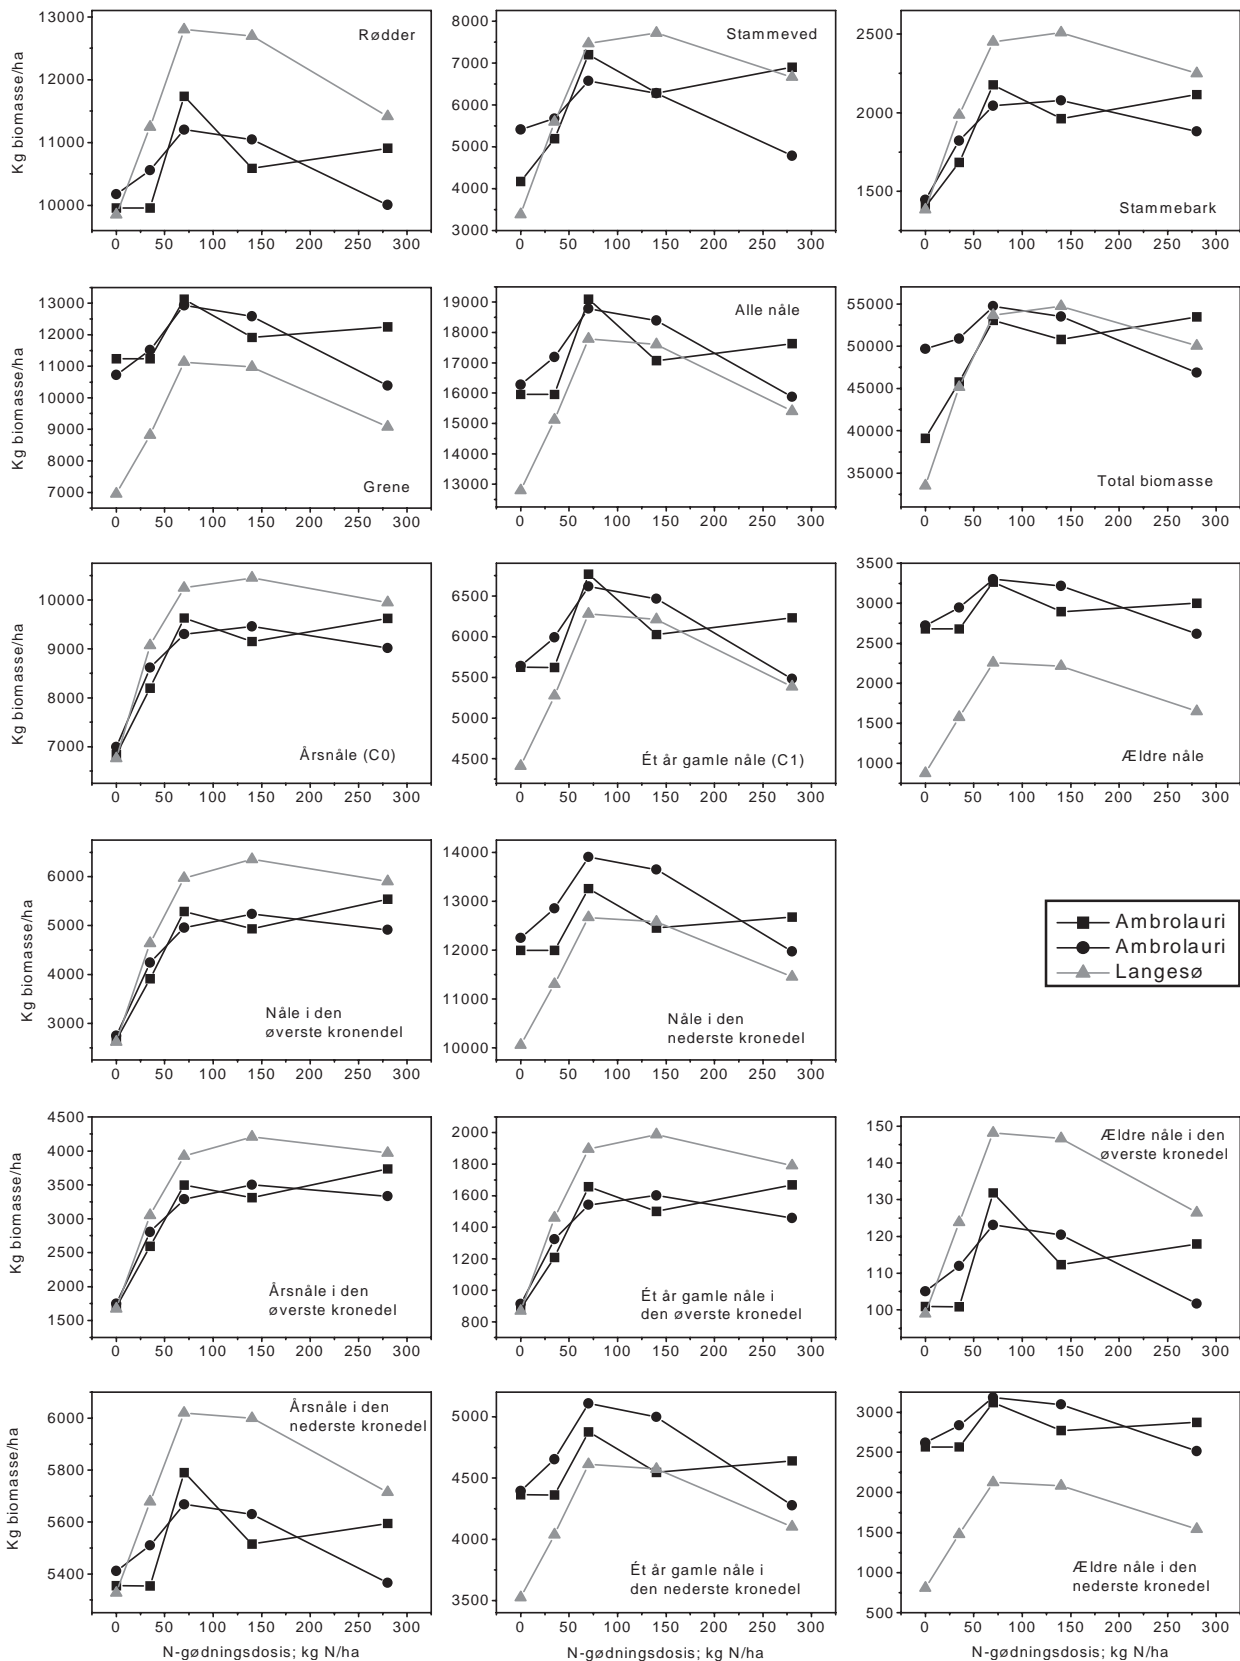 13000
12000
11000
10000
Kg biomasse/ha
Rødder
0 50 100 150 200 250 300
8000
7000
6000
5000
4000
3000
Stammeved
0 50 100 150 200 250 300
2500
2000
1500
Stammebark
0 50 100 150 200 250 300
13000
12000
11000
10000
9000
8000
7000
Kg biomasse/ha
Grene
0 50 100 150 200 250 300
19000
18000
17000
16000
15000
14000
13000
Alle nåle
0 50 100 150 200 250 300
55000
50000
45000
40000
35000
Total biomasse
0 50 100 150 200 250 300
10000
9000
8000
7000
Kg biomasse/ha
Årsnåle (C0)
0 50 100 150 200 250 300
6500
6000
5500
5000
4500
Ét år gamle nåle (C1)
0 50 100 150 200 250 300
3500
3000
2500
2000
1500
1000
Ældre nåle
0 50 100 150 200 250 300
6000
5000
4000
3000
Kg biomasse/ha
Nåle i den
øverste kronendel
0 50 100 150 200 250 300
14000
13000
12000
11000
10000
Nåle i den
nederste kronedel
0 50 100 150 200 250 300
Ambrolauri
Ambrolauri
Langesø
4500
4000
3500
3000
2500
2000
1500
Kg biomasse/ha
Årsnåle i den
øverste kronedel
0 50 100 150 200 250 300
2000
1800
1600
1400
1200
1000
800
Ét år gamle nåle i
den øverste kronedel
0 50 100 150 200 250 300
150
140
130
120
110
100
Ældre nåle i den
øverste kronedel
0 50 100 150 200 250 300
6000
5800
5600
5400
Kg biomasse/ha
Årsnåle i den
nederste kronedel
0 50 100 150 200 250 300
N-gødningsdosis; kg N/ha
5000
4500
4000
3500
Ét år gamle nåle i
den nederste kronedel
0 50 100 150 200 250 300
N-gødningsdosis; kg N/ha
3000
2500
2000
1500
1000
500
Ældre nåle i den
nederste kronedel
0 50 100 150 200 250 300
N-gødningsdosis; kg N/ha